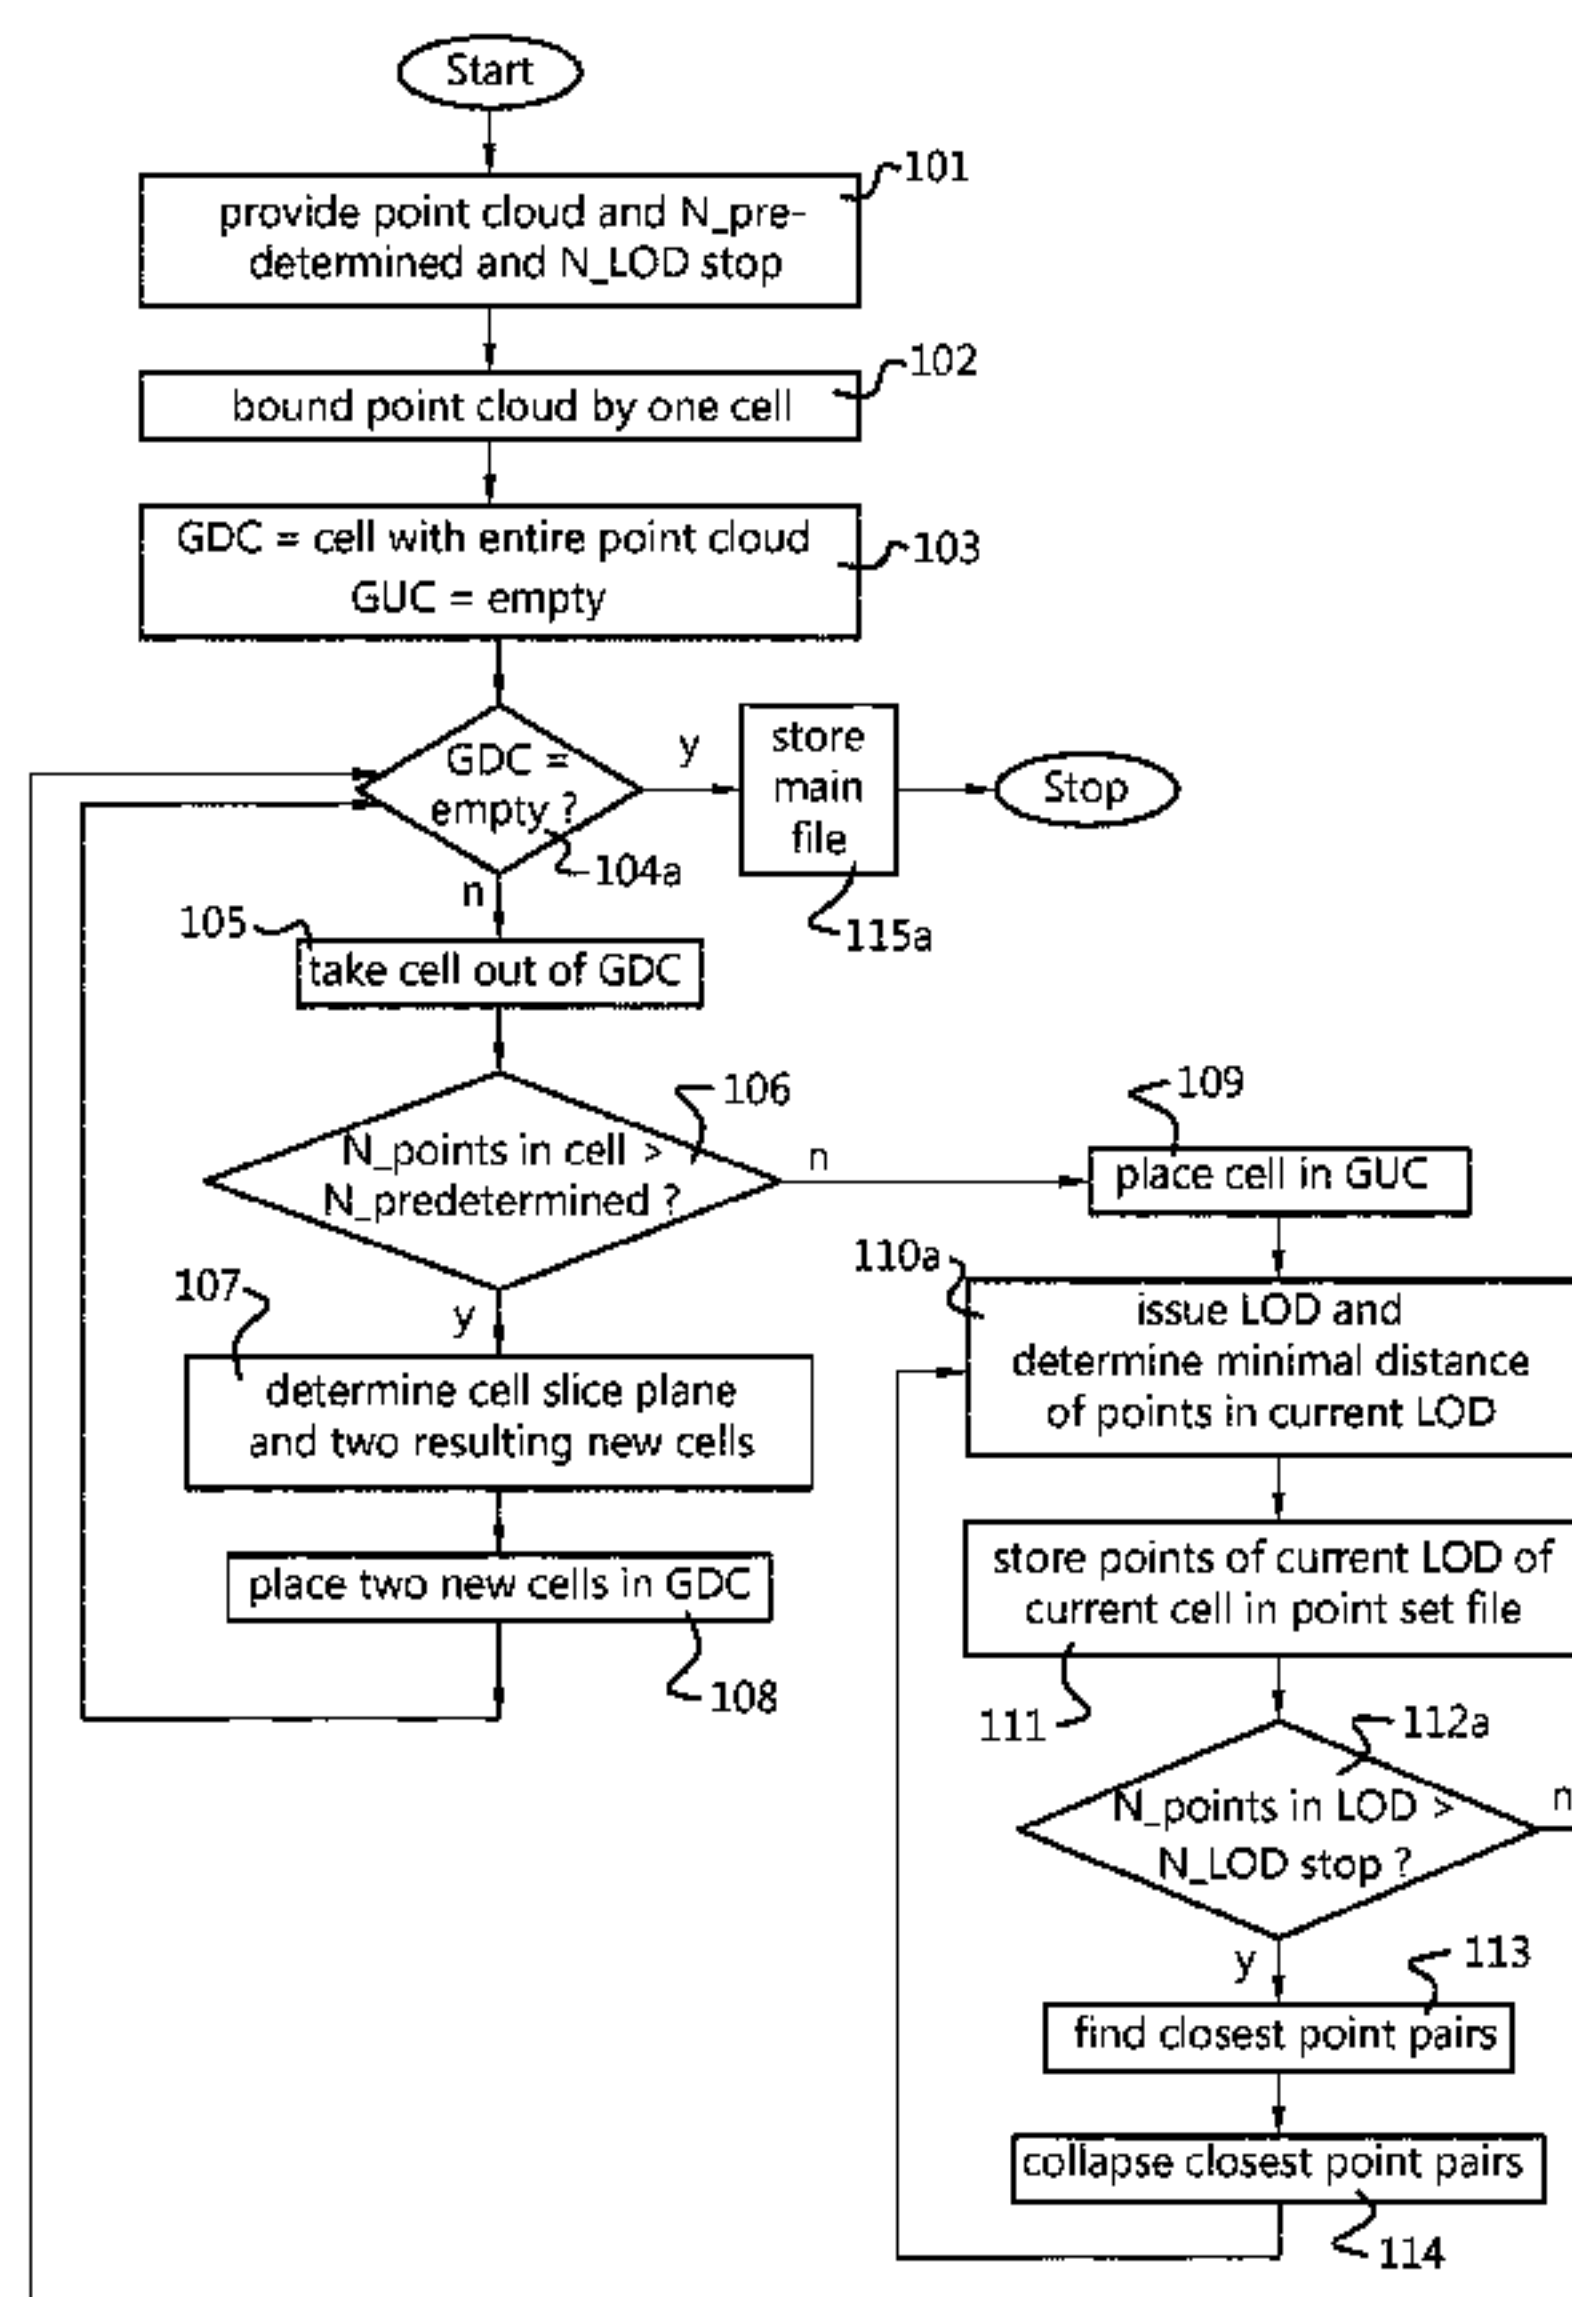 Start
101
provide point cloud and N_pre-
determined and N_LOD stop
102
bound point cloud by one cell
GDC = cell with entire point cloud
103
GUC = empty
GDC =
empty ?
y
store
main
file
Stop
104a
n
115a
105
take cell out of GDC
106
N_points in cell >
N_predetermined ?
n
109
place cell in GUC
110a
issue LOD and
determine minimal distance
of points in current LOD
107
y
determine cell slice plane
and two resulting new cells
place two new cells in GDC
108
store points of current LOD of
current cell in point set file
111
112a
N_points in LOD >
N_LOD stop ?
n
y
113
find closest point pairs
collapse closest point pairs
114